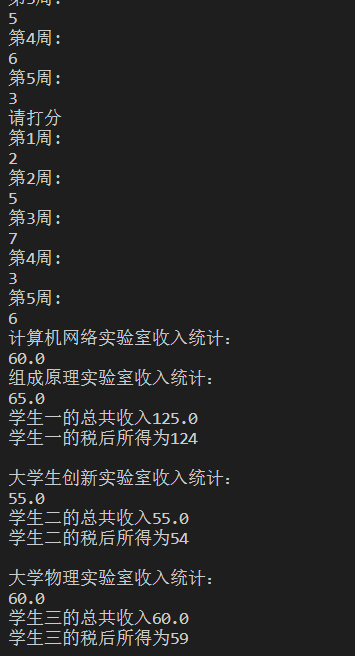 第3周:
5
第4周:
6
第5周:
3
请打分
第1周:
2
第2周:
5
第3周:
7
第4周:
3
第5周:
6
计算机网络实验室收入统计:
60.0
组成原理实验室收入统计:
65.0
学生一的总共收入125.0
学生一的税后所得为124
大学生创新实验室收入统计:
55.0
学生二的总共收入55.0
学生二的税后所得为54
大学物理实验室收入统计:
60.0
学生三的总共收入60.0
学生三的税后所得为59